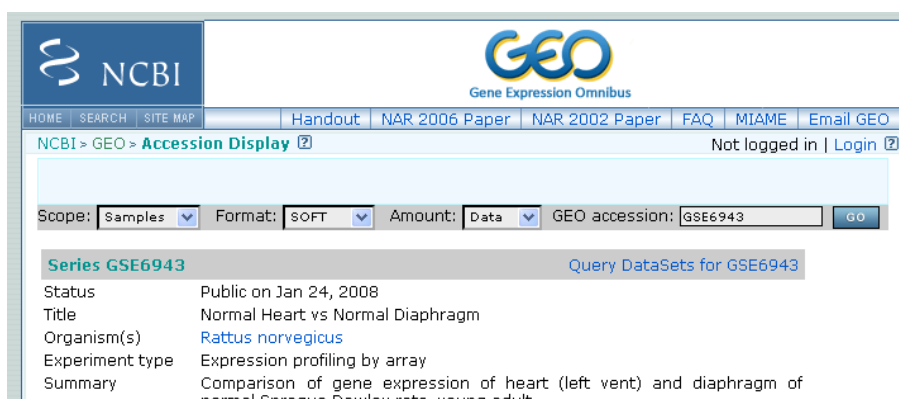 NCBI
GEO
Gene Expression Omnibus
HOME SEARCH SITE MAP Handout NAR 2006 Paper NAR 2002 Paper FAQ MIAME Email GEO
NCBI > GEO > Accession Display ? Not logged in | Login ?
Scope: Samples Format: SOFT Amount: Data GEO accession: GSE6943 GO
Series GSE6943 Query DataSets for GSE6943
Status Public on Jan 24, 2008
Title Normal Heart vs Normal Diaphragm
Organism(s) Rattus norvegicus
Experiment type Expression profiling by array
Summary Comparison of gene expression of heart (left vent) and diaphragm of